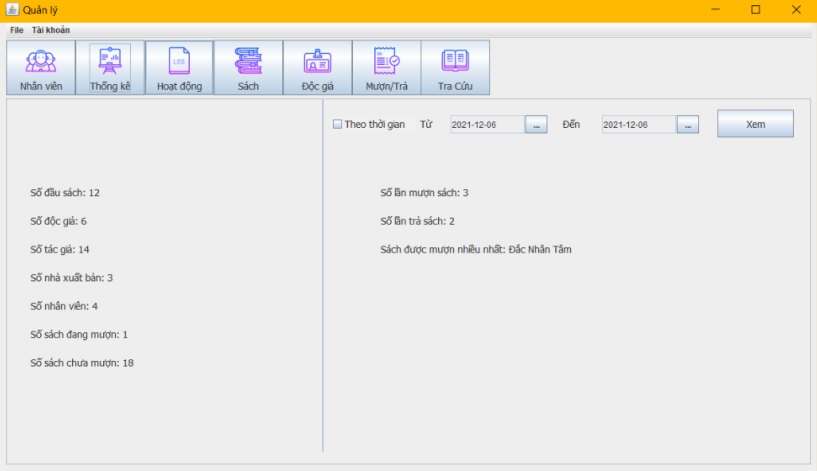 Quản lý
File Tài khoản
Nhân viên Thống kê Hoạt động Sách Độc giả Mượn/Trả Tra Cứu
LOG
Theo thời gian Từ 2021-12-06 ... Đến 2021-12-06 ... Xem
Số đầu sách: 12
Số độc giả: 6
Số tác giả: 14
Số nhà xuất bản: 3
Số nhân viên: 4
Số sách đang mượn: 1
Số sách chưa mượn: 18
Số lần mượn sách: 3
Số lần trả sách: 2
Sách được mượn nhiều nhất: Đắc Nhân Tâm